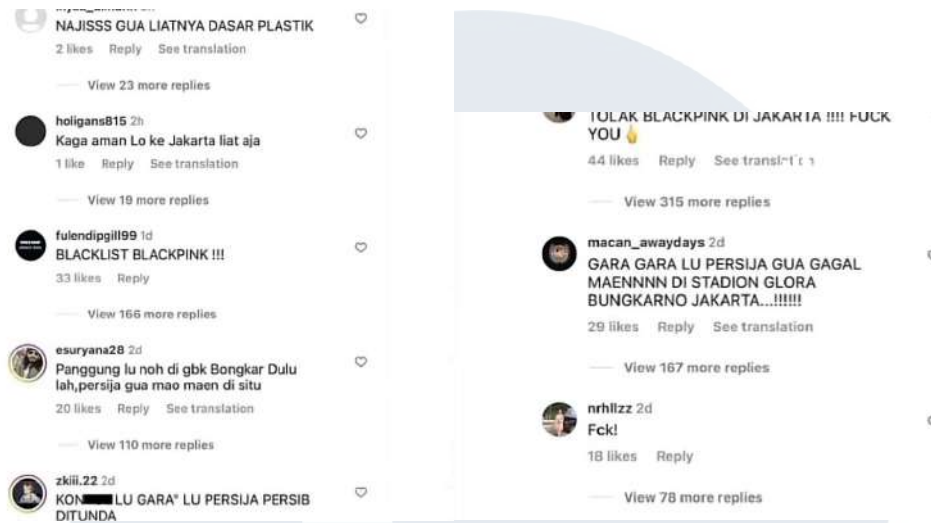 NAJISSS GUA LIATNYA DASAR PLASTIK
2 likes Reply See translation
View 23 more replies
holigans815 2h
Kaga aman Lo ke Jakarta liat aja
1 like Reply See translation
View 19 more replies
fulendipgill99 1d
BLACKLIST BLACKPINK !!!
33 likes Reply
View 166 more replies
esuryana28 2d
Panggung lu noh di gbk Bongkar Dulu
lah,persija gua mao maen di situ
20 likes Reply See translation
View 110 more replies
zkiii.22 2d
KON LU GARA" LU PERSIJA PERSIB
DITUNDA
TOLAK BLACKPINK DI JAKARTA !!!! FUCK
YOU 🖕
44 likes Reply See translation
View 315 more replies
macan_awaydays 2d
GARA GARA LU PERSIJA GUA GAGAL
MAENNNN DI STADION GLORA
BUNGKARNO JAKARTA...!!!!!!
29 likes Reply See translation
View 167 more replies
nrhllzz 2d
Fck!
18 likes Reply
View 78 more replies